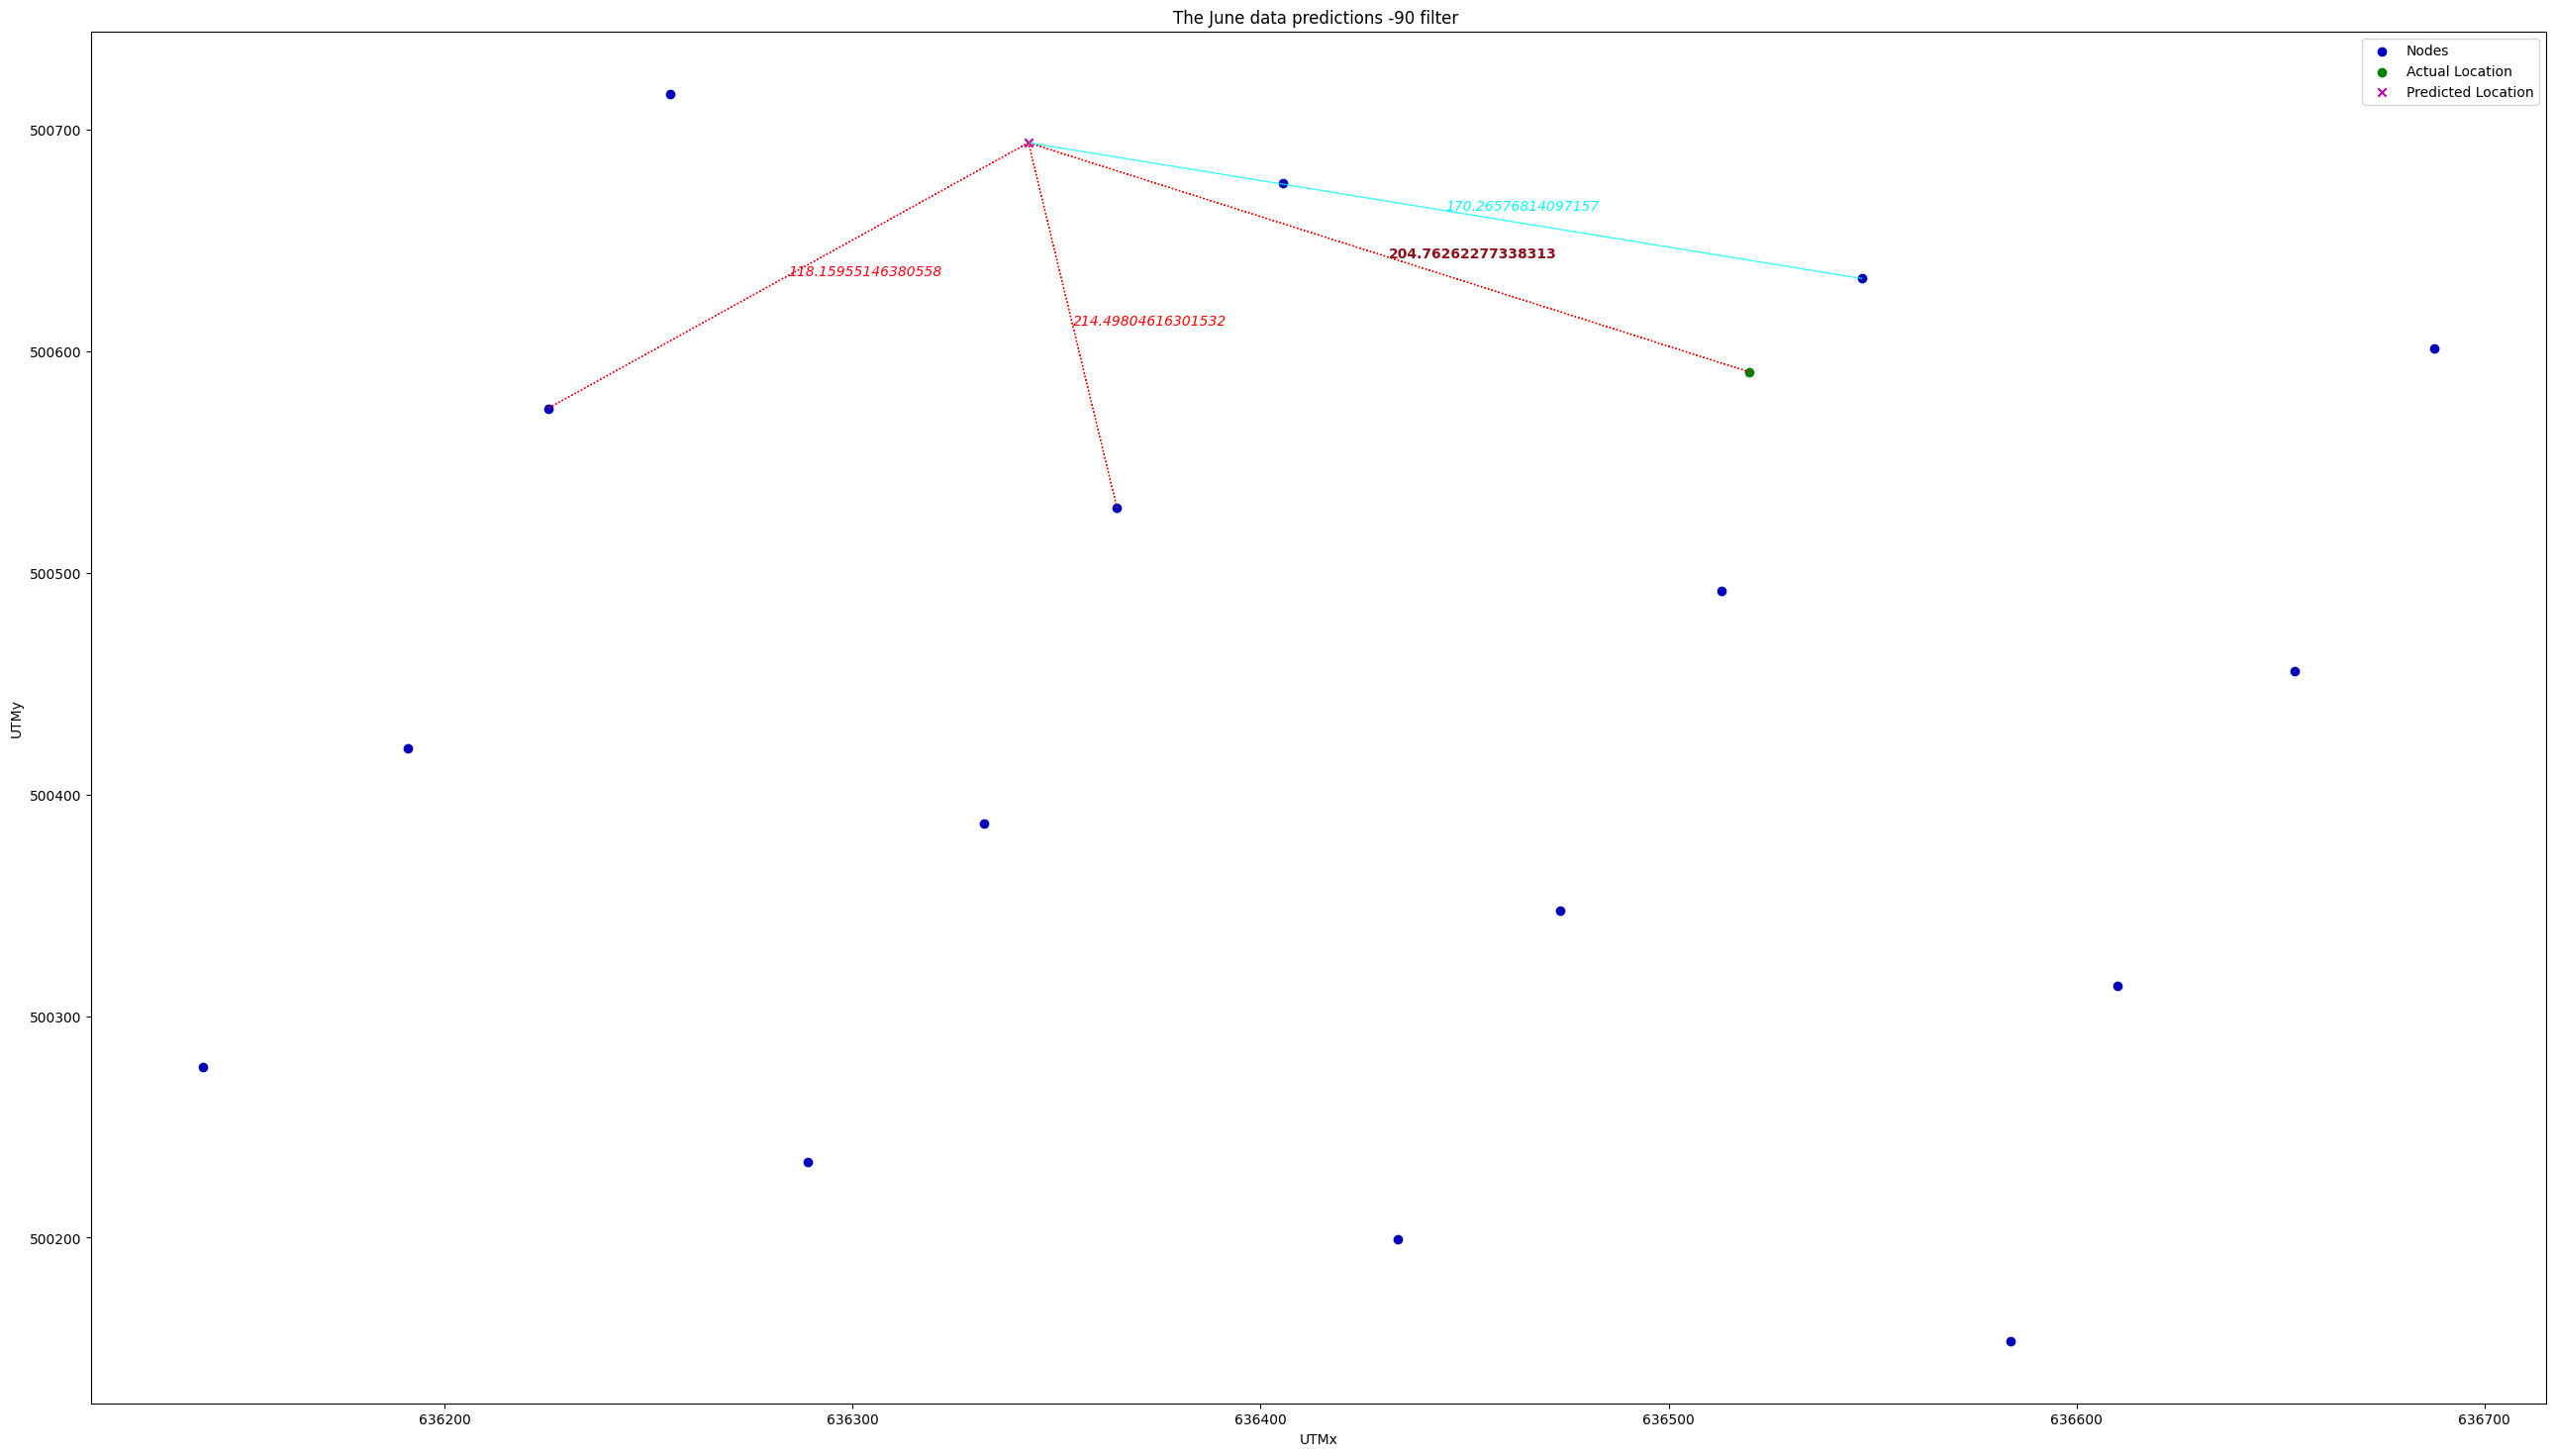 The June data predictions -90 filter
Nodes
Actual Location
Predicted Location
500700
170.26576814097157
204.76262277338313
118.15955146380558
214.49804616301532
500600
500500
UTMy
500400
500300
500200
636200
636300
636400
636500
636600
636700
UTMx